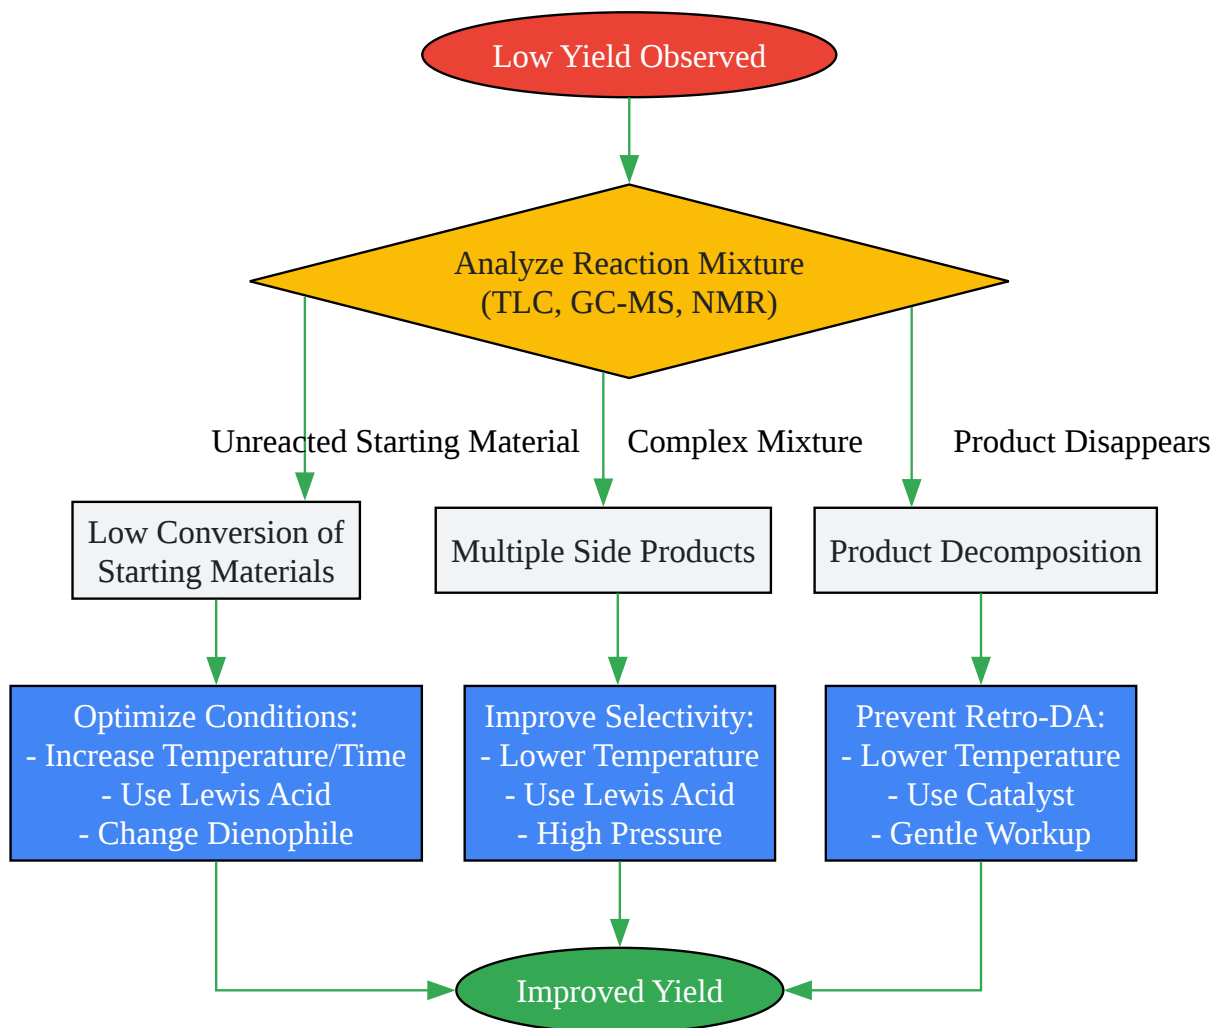 Low Yield Observed
Analyze Reaction Mixture
(TLC, GC-MS, NMR)
Unreacted Starting Material
Complex Mixture
Product Disappears
Low Conversion of
Starting Materials
Multiple Side Products
Product Decomposition
Optimize Conditions:
- Increase Temperature/Time
- Use Lewis Acid
- Change Dienophile
Improve Selectivity:
- Lower Temperature
- Use Lewis Acid
- High Pressure
Prevent Retro-DA:
- Lower Temperature
- Use Catalyst
- Gentle Workup
Improved Yield